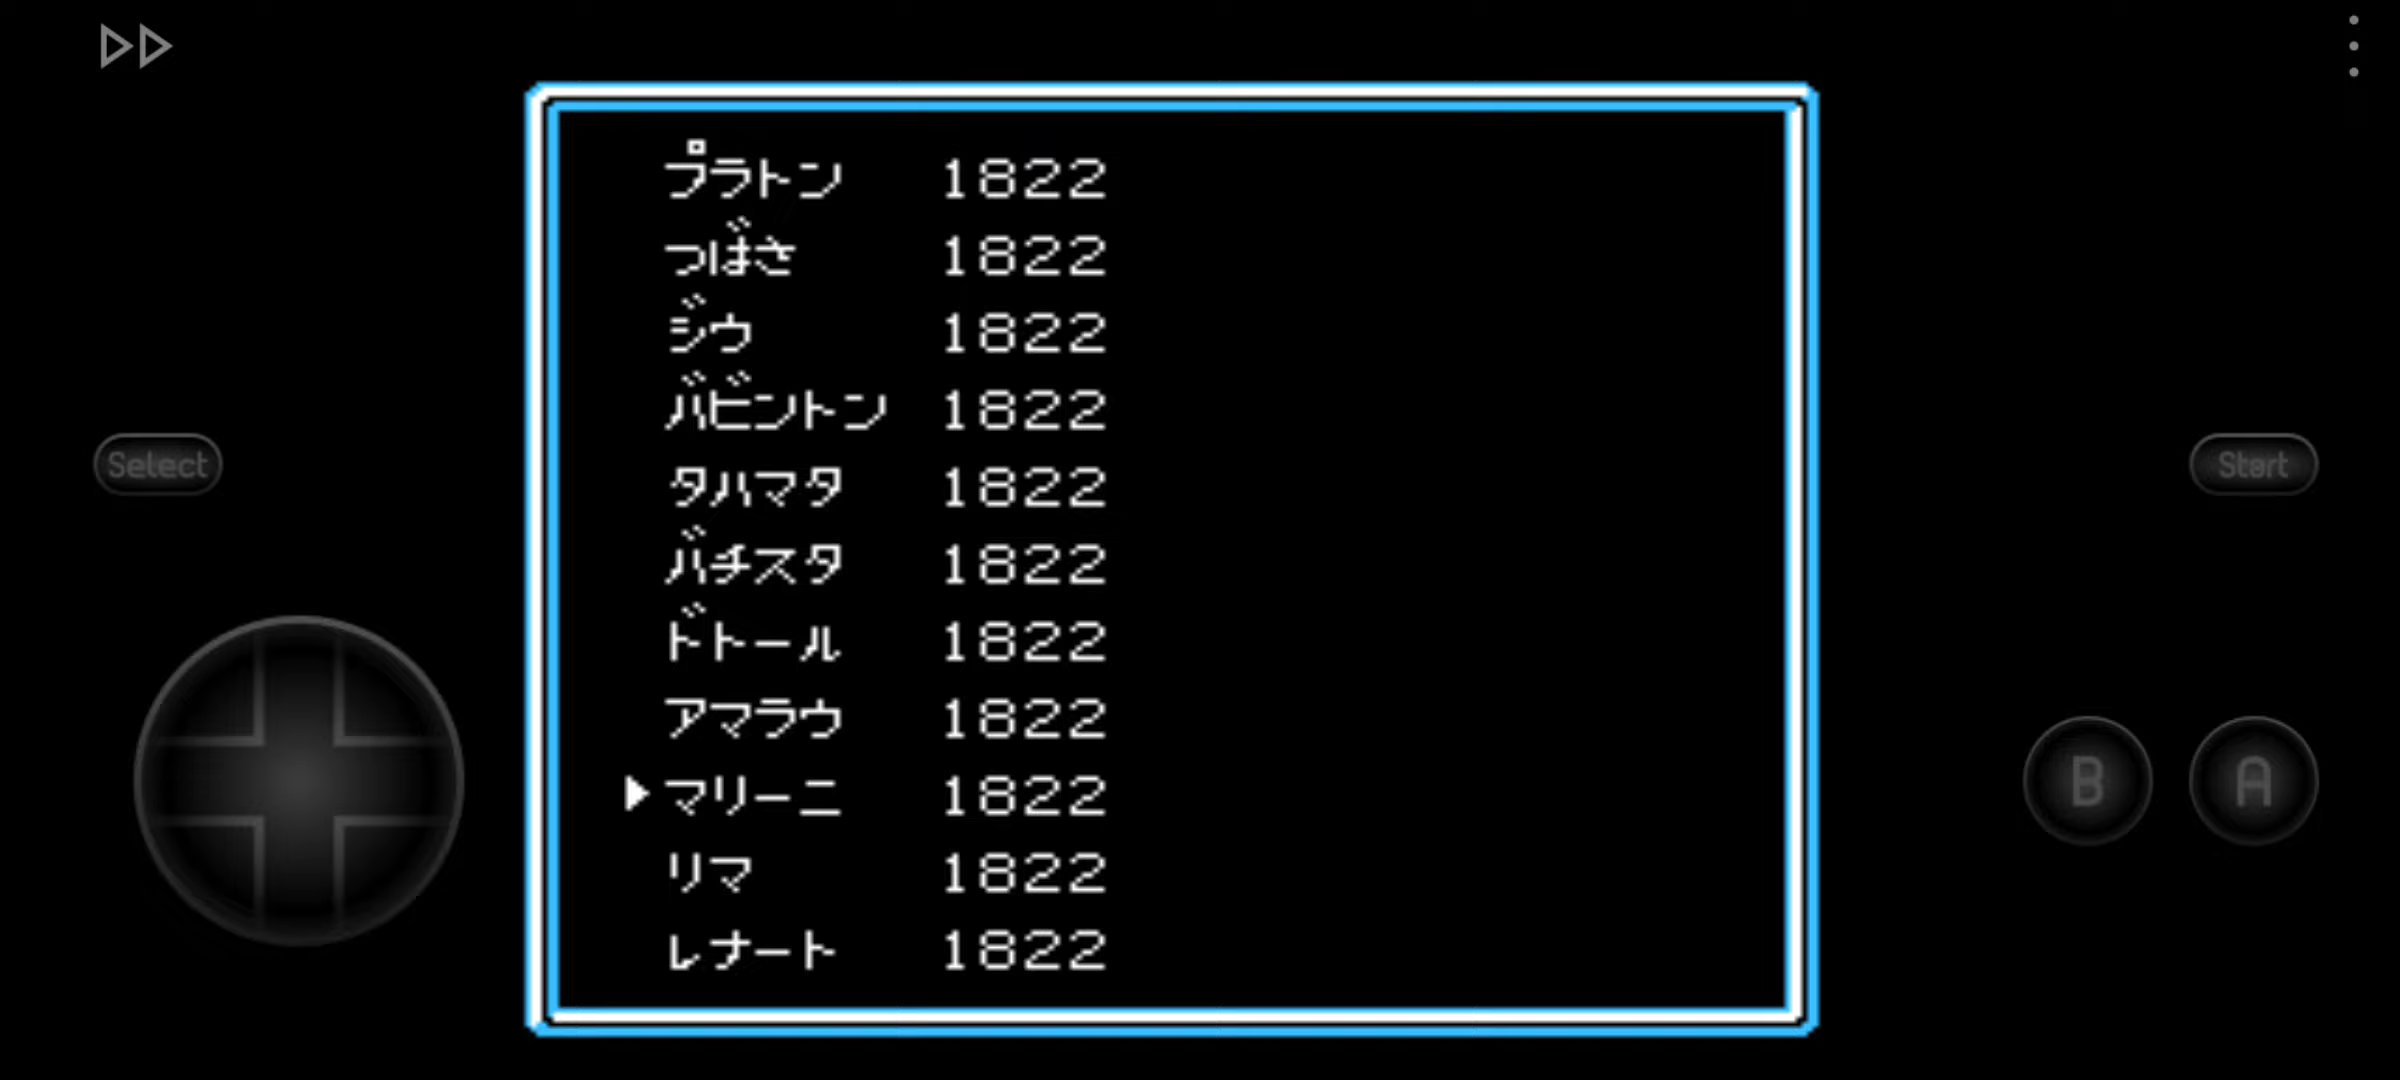 プラトン 1822
つばさ 1822
ジウ 1822
バビントン 1822
タハマタ 1822
バチスタ 1822
ドトール 1822
アマラウ 1822
マリーニ 1822
リマ 1822
レナート 1822
Select
Start
B
A